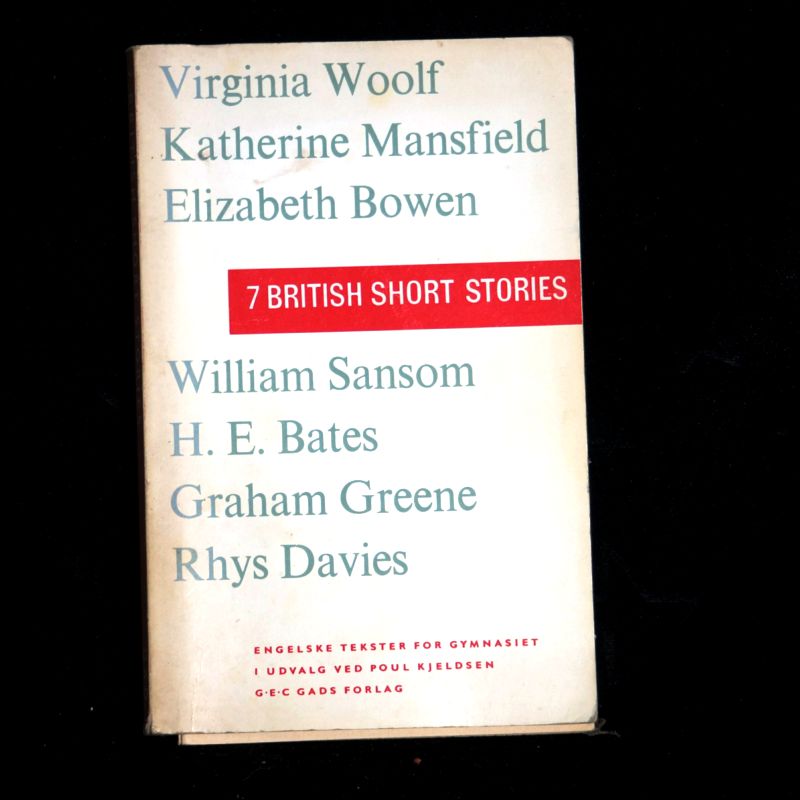 Virginia Woolf
Katherine Mansfield
Elizabeth Bowen
7 BRITISH SHORT STORIES
William Sansom
H. E. Bates
Graham Greene
Rhys Davies
ENGELSKE TEKSTER FOR GYMNASIET
I UDVALG VED POUL KJELDSEN
G·E·C GADS FORLAG